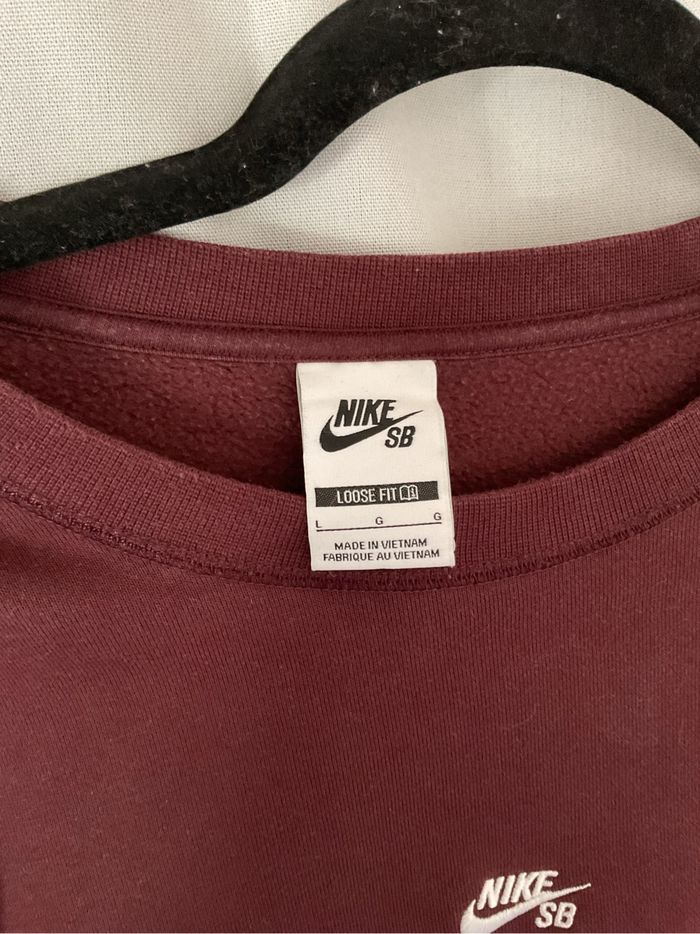 NIKE
SB
LOOSE FIT
L G G
MADE IN VIETNAM
FABRIQUE AU VIETNAM
NIKE
SB